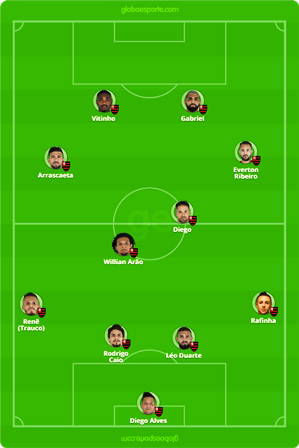 globoesporte.com
Vitinho
Gabriel
Arrascaeta
Everton
Ribeiro
Diego
Willian Arão
Renê
(Trauco)
Rafinha
Rodrigo
Caio
Léo Duarte
Diego Alves
globoesporte.com